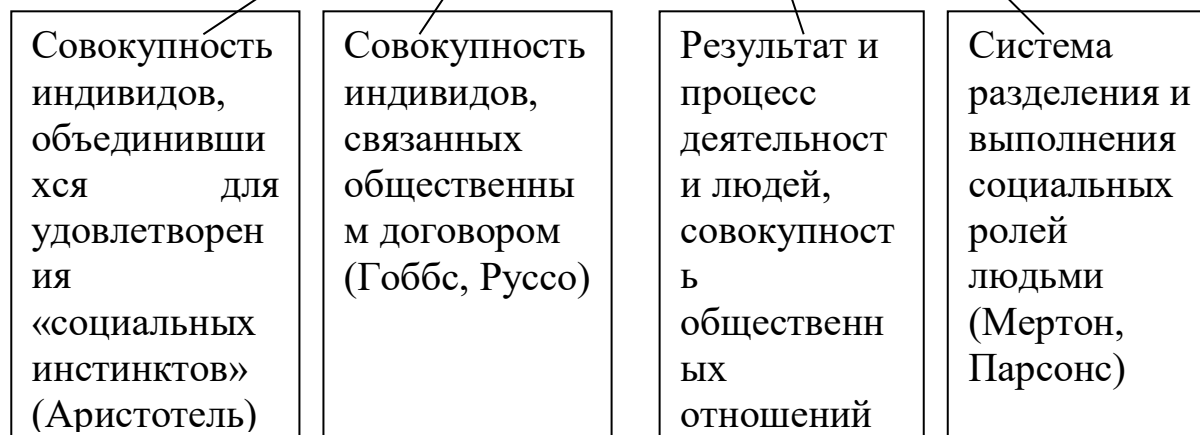 Совокупность
индивидов,
объединивши
хся для
удовлетворен
ия
«социальных
инстинктов»
(Аристотель)
Совокупность
индивидов,
связанных
общественны
м договором
(Гоббс, Руссо)
Результат и
процесс
деятельност
и людей,
совокупност
ь
общественн
ых
отношений
Система
разделения и
выполнения
социальных
ролей
людьми
(Мертон,
Парсонс)